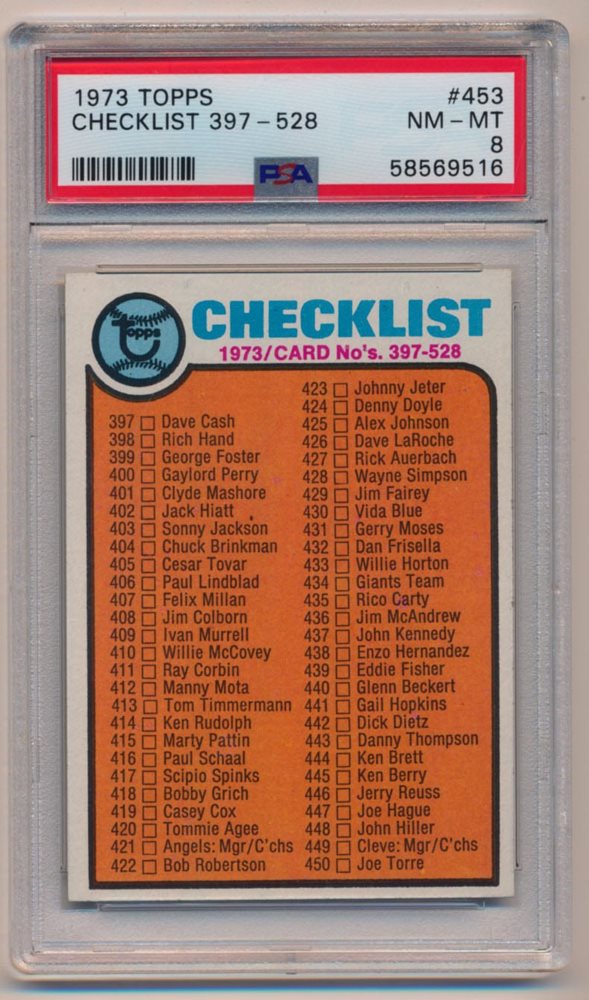 1973 TOPPS #453
CHECKLIST 397-528 NM-MT
8
PSA 58569516
topps
CHECKLIST
1973/CARD No's. 397-528
397 Dave Cash
398 Rich Hand
399 George Foster
400 Gaylord Perry
401 Clyde Mashore
402 Jack Hiatt
403 Sonny Jackson
404 Chuck Brinkman
405 Cesar Tovar
406 Paul Lindblad
407 Felix Millan
408 Jim Colborn
409 Ivan Murrell
410 Willie McCovey
411 Ray Corbin
412 Manny Mota
413 Tom Timmermann
414 Ken Rudolph
415 Marty Pattin
416 Paul Schaal
417 Scipio Spinks
418 Bobby Grich
419 Casey Cox
420 Tommie Agee
421 Angels: Mgr/C'chs
422 Bob Robertson
423 Johnny Jeter
424 Denny Doyle
425 Alex Johnson
426 Dave LaRoche
427 Rick Auerbach
428 Wayne Simpson
429 Jim Fairey
430 Vida Blue
431 Gerry Moses
432 Dan Frisella
433 Willie Horton
434 Giants Team
435 Rico Carty
436 Jim McAndrew
437 John Kennedy
438 Enzo Hernandez
439 Eddie Fisher
440 Glenn Beckert
441 Gail Hopkins
442 Dick Dietz
443 Danny Thompson
444 Ken Brett
445 Ken Berry
446 Jerry Reuss
447 Joe Hague
448 John Hiller
449 Cleve: Mgr/C'chs
450 Joe Torre